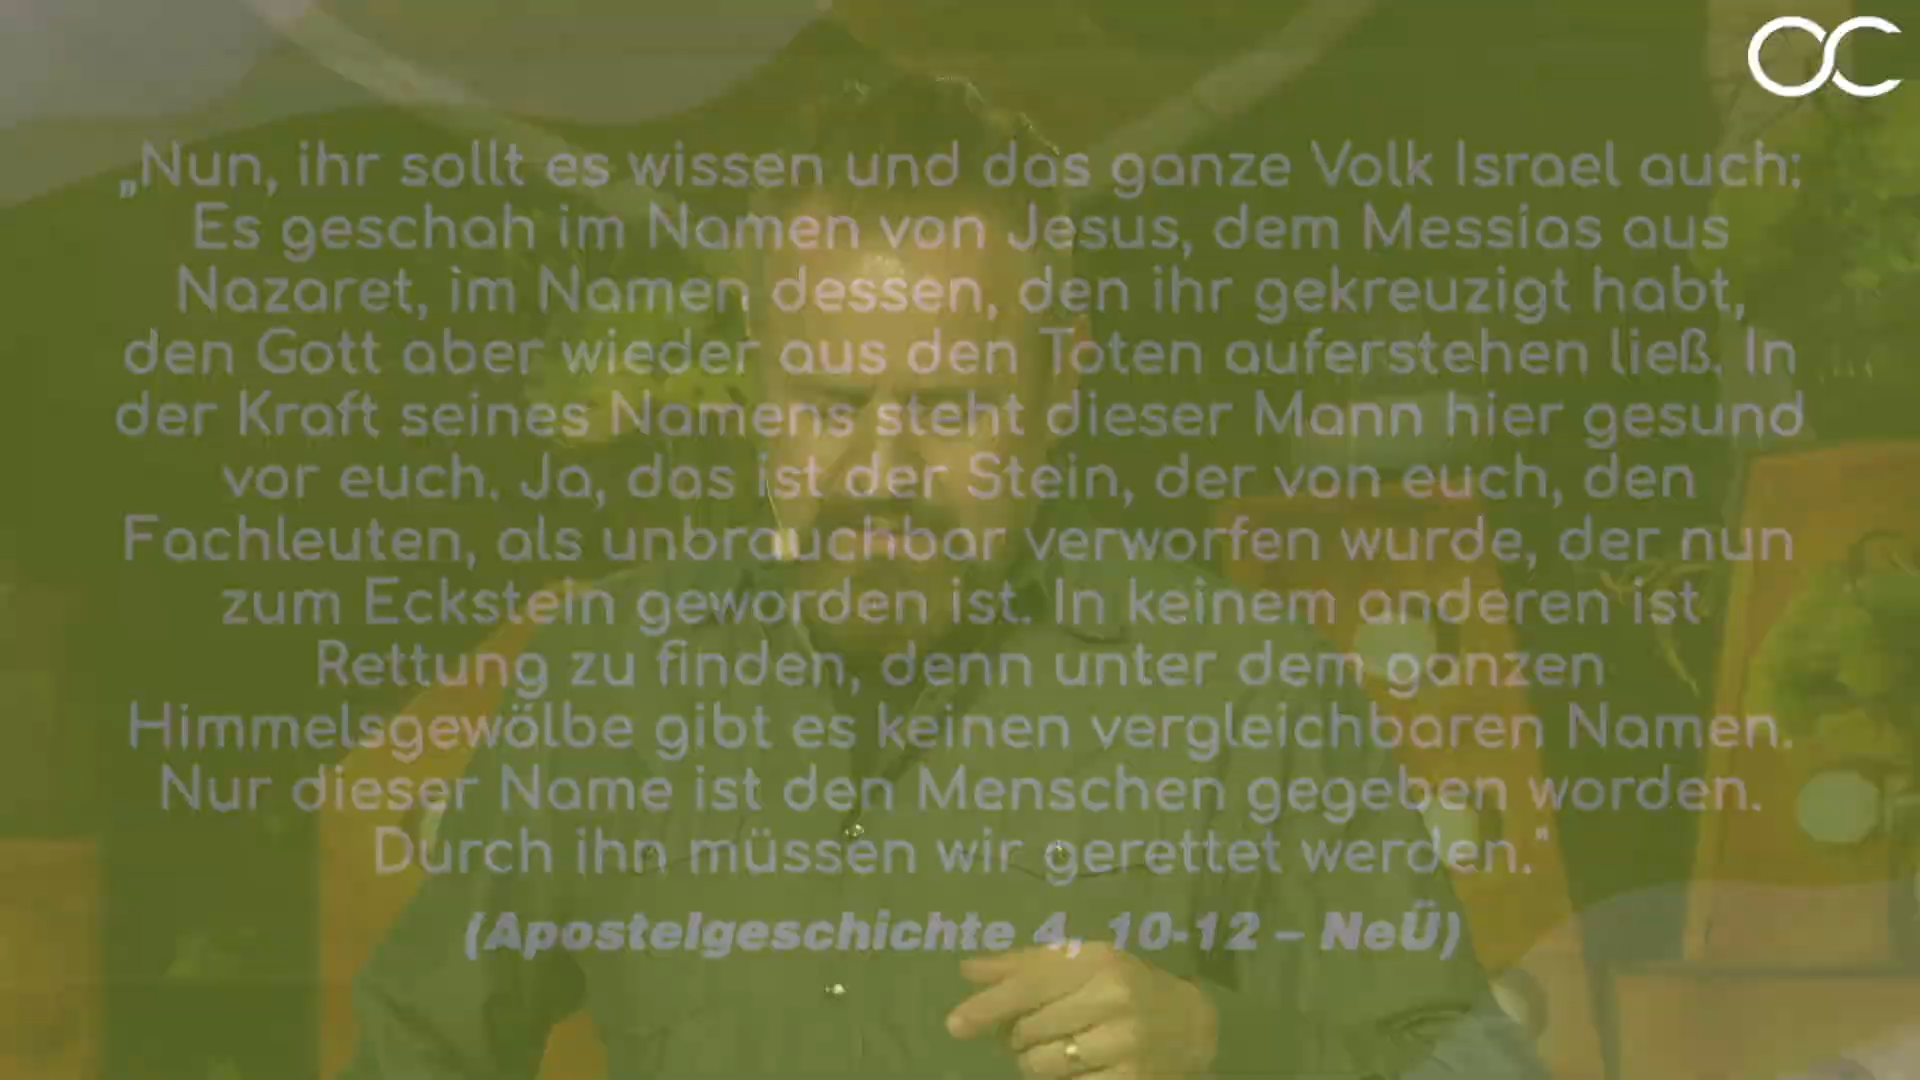 OC
„Nun, ihr sollt es wissen und das ganze Volk Israel auch:
Es geschah im Namen von Jesus, dem Messias aus
Nazaret, im Namen dessen, den ihr gekreuzigt habt,
den Gott aber wieder aus den Toten auferstehen ließ. In
der Kraft seines Namens steht dieser Mann hier gesund
vor euch. Ja, das ist der Stein, der von euch, den
Fachleuten, als unbrauchbar verworfen wurde, der nun
zum Eckstein geworden ist. In keinem anderen ist
Rettung zu finden, denn unter dem ganzen
Himmelsgewölbe gibt es keinen vergleichbaren Namen.
Nur dieser Name ist den Menschen gegeben worden.
Durch ihn müssen wir gerettet werden."
(Apostelgeschichte 4, 10-12 – NeÜ)